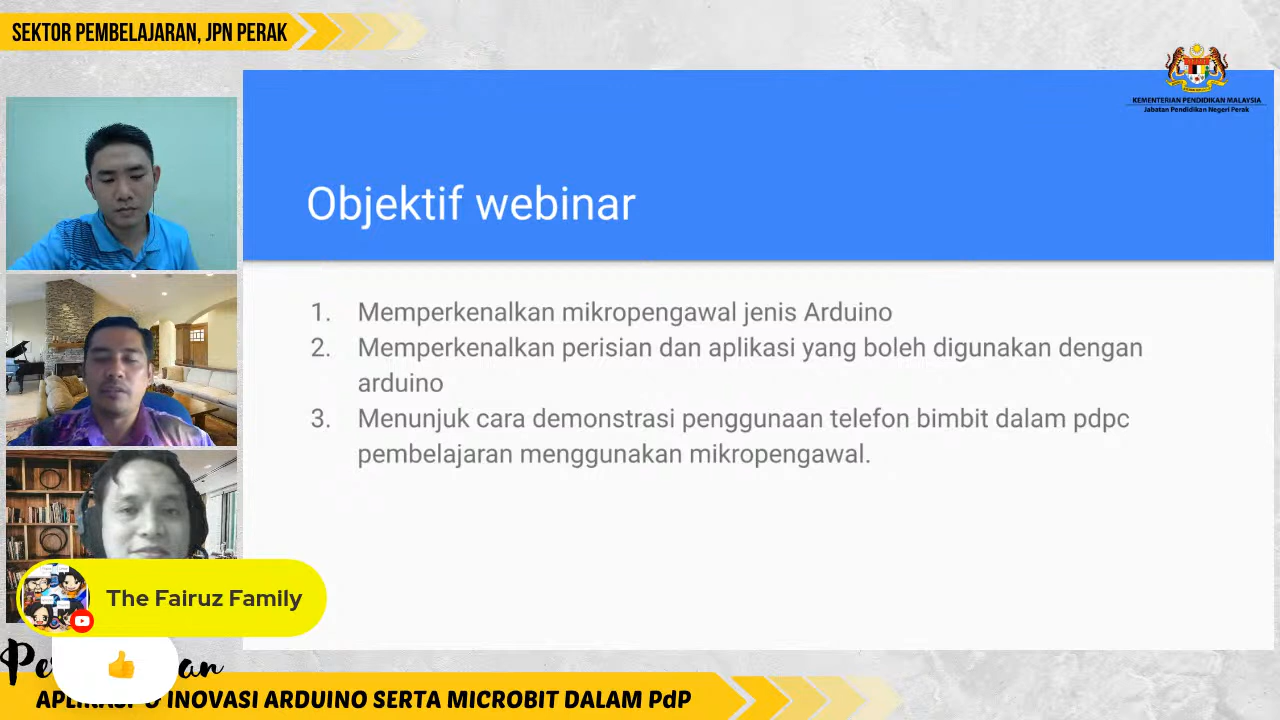 SEKTOR PEMBELAJARAN, JPN PERAK
KEMENTERIAN PENDIDIKAN MALAYSIA
Jabatan Pendidikan Negeri Perak
Objektif webinar
1. Memperkenalkan mikropengawal jenis Arduino
2. Memperkenalkan perisian dan aplikasi yang boleh digunakan dengan
arduino
3. Menunjuk cara demonstrasi penggunaan telefon bimbit dalam pdpc
pembelajaran menggunakan mikropengawal.
The Fairuz Family
INOVASI ARDUINO SERTA MICROBIT DALAM PdP